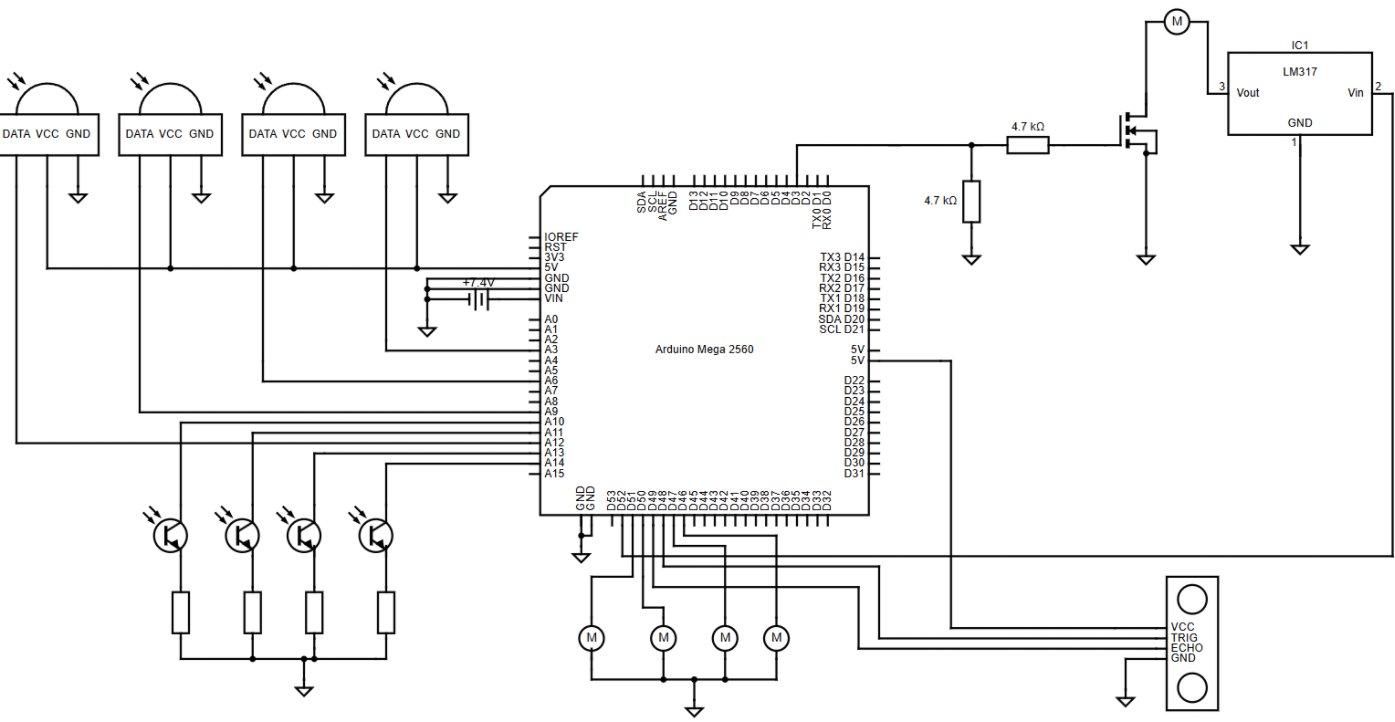 M
IC1
LM317
3 Vout Vin 2
GND
1
DATA VCC GND
DATA VCC GND
DATA VCC GND
DATA VCC GND
4.7 kΩ
4.7 kΩ
SDA
SCL
AREF
GND
D13
D12
D11
D10
D9
D8
D7
D6
D5
D4
D3
D2
TX0 D1
RX0 D0
IOREF
RST
3V3
5V
GND
GND
VIN
+7.4V
A0
A1
A2
A3
A4
A5
A6
A7
A8
A9
A10
A11
A12
A13
A14
A15
Arduino Mega 2560
TX3 D14
RX3 D15
TX2 D16
RX2 D17
TX1 D18
RX1 D19
SDA D20
SCL D21
5V
5V
D22
D23
D24
D25
D26
D27
D28
D29
D30
D31
GND
GND
D53
D52
D51
D50
D49
D48
D47
D46
D45
D44
D43
D42
D41
D40
D39
D38
D37
D36
D35
D34
D33
D32
M
M
M
M
VCC
TRIG
ECHO
GND